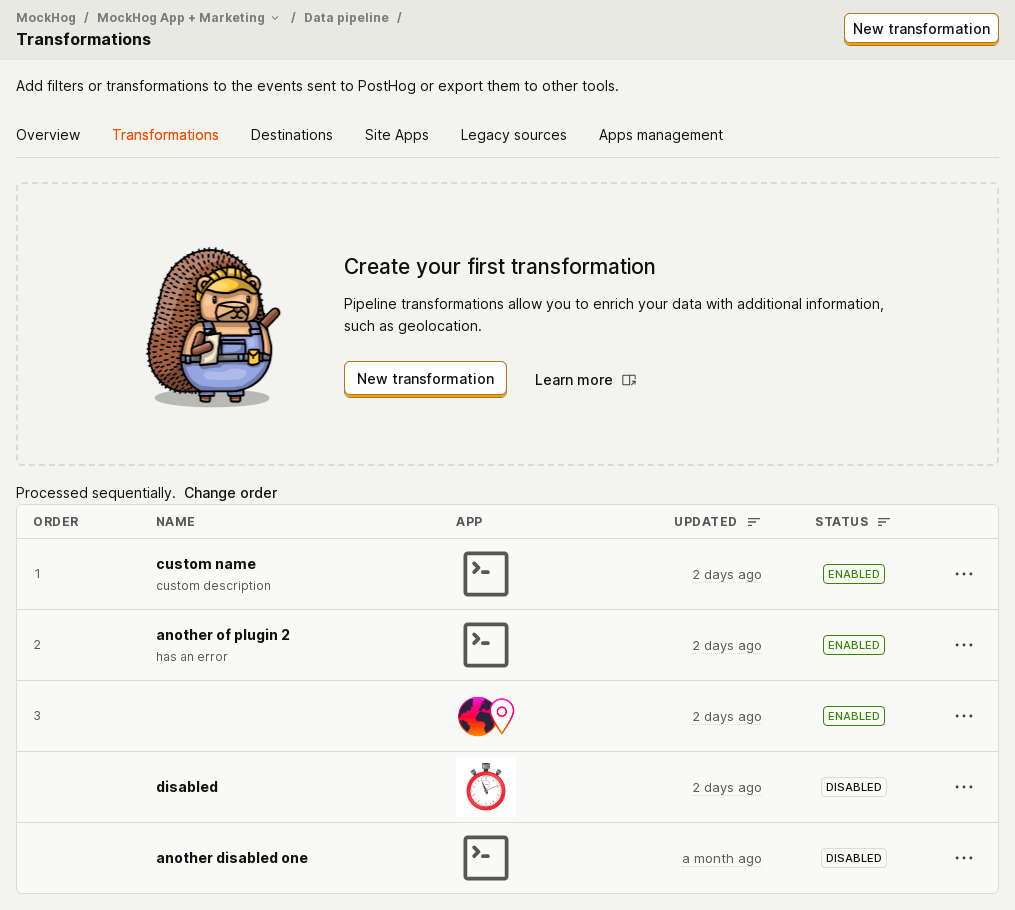 MockHog / MockHog App + Marketing / Data pipeline /
Transformations
New transformation
Add filters or transformations to the events sent to PostHog or export them to other tools.
Overview Transformations Destinations Site Apps Legacy sources Apps management
Create your first transformation
Pipeline transformations allow you to enrich your data with additional information,
such as geolocation.
New transformation Learn more
Processed sequentially. Change order
ORDER NAME APP UPDATED STATUS
1 custom name 2 days ago ENABLED
custom description
2 another of plugin 2 2 days ago ENABLED
has an error
3 2 days ago ENABLED
disabled 2 days ago DISABLED
another disabled one a month ago DISABLED